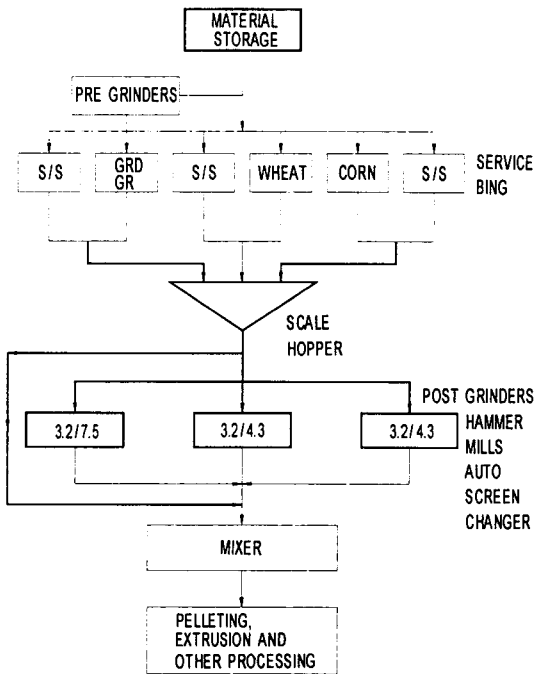 MATERIAL
STORAGE
PRE GRINDERS
S/S
GRD
GR
S/S
WHEAT
CORN
S/S
SERVICE
BING
SCALE
HOPPER
POST GRINDERS
HAMMER
MILLS
AUTO
SCREEN
CHANGER
3.2/7.5
3.2/4.3
3.2/4.3
MIXER
PELLETING,
EXTRUSION AND
OTHER PROCESSING